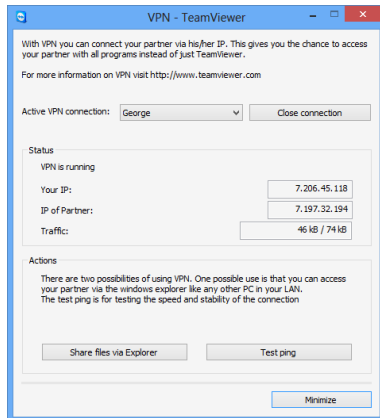 VPN - TeamViewer
With VPN you can connect your partner via his/her IP. This gives you the chance to access
your partner with all programs instead of just TeamViewer.
For more information on VPN visit http://www.teamviewer.com
Active VPN connection: George Close connection
Status
VPN is running
Your IP: 7.206.45.118
IP of Partner: 7.197.32.194
Traffic: 46 kB / 74 kB
Actions
There are two possibilities of using VPN. One possible use is that you can access
your partner via the windows explorer like any other PC in your LAN.
The test ping is for testing the speed and stability of the connection
Share files via Explorer Test ping
Minimize